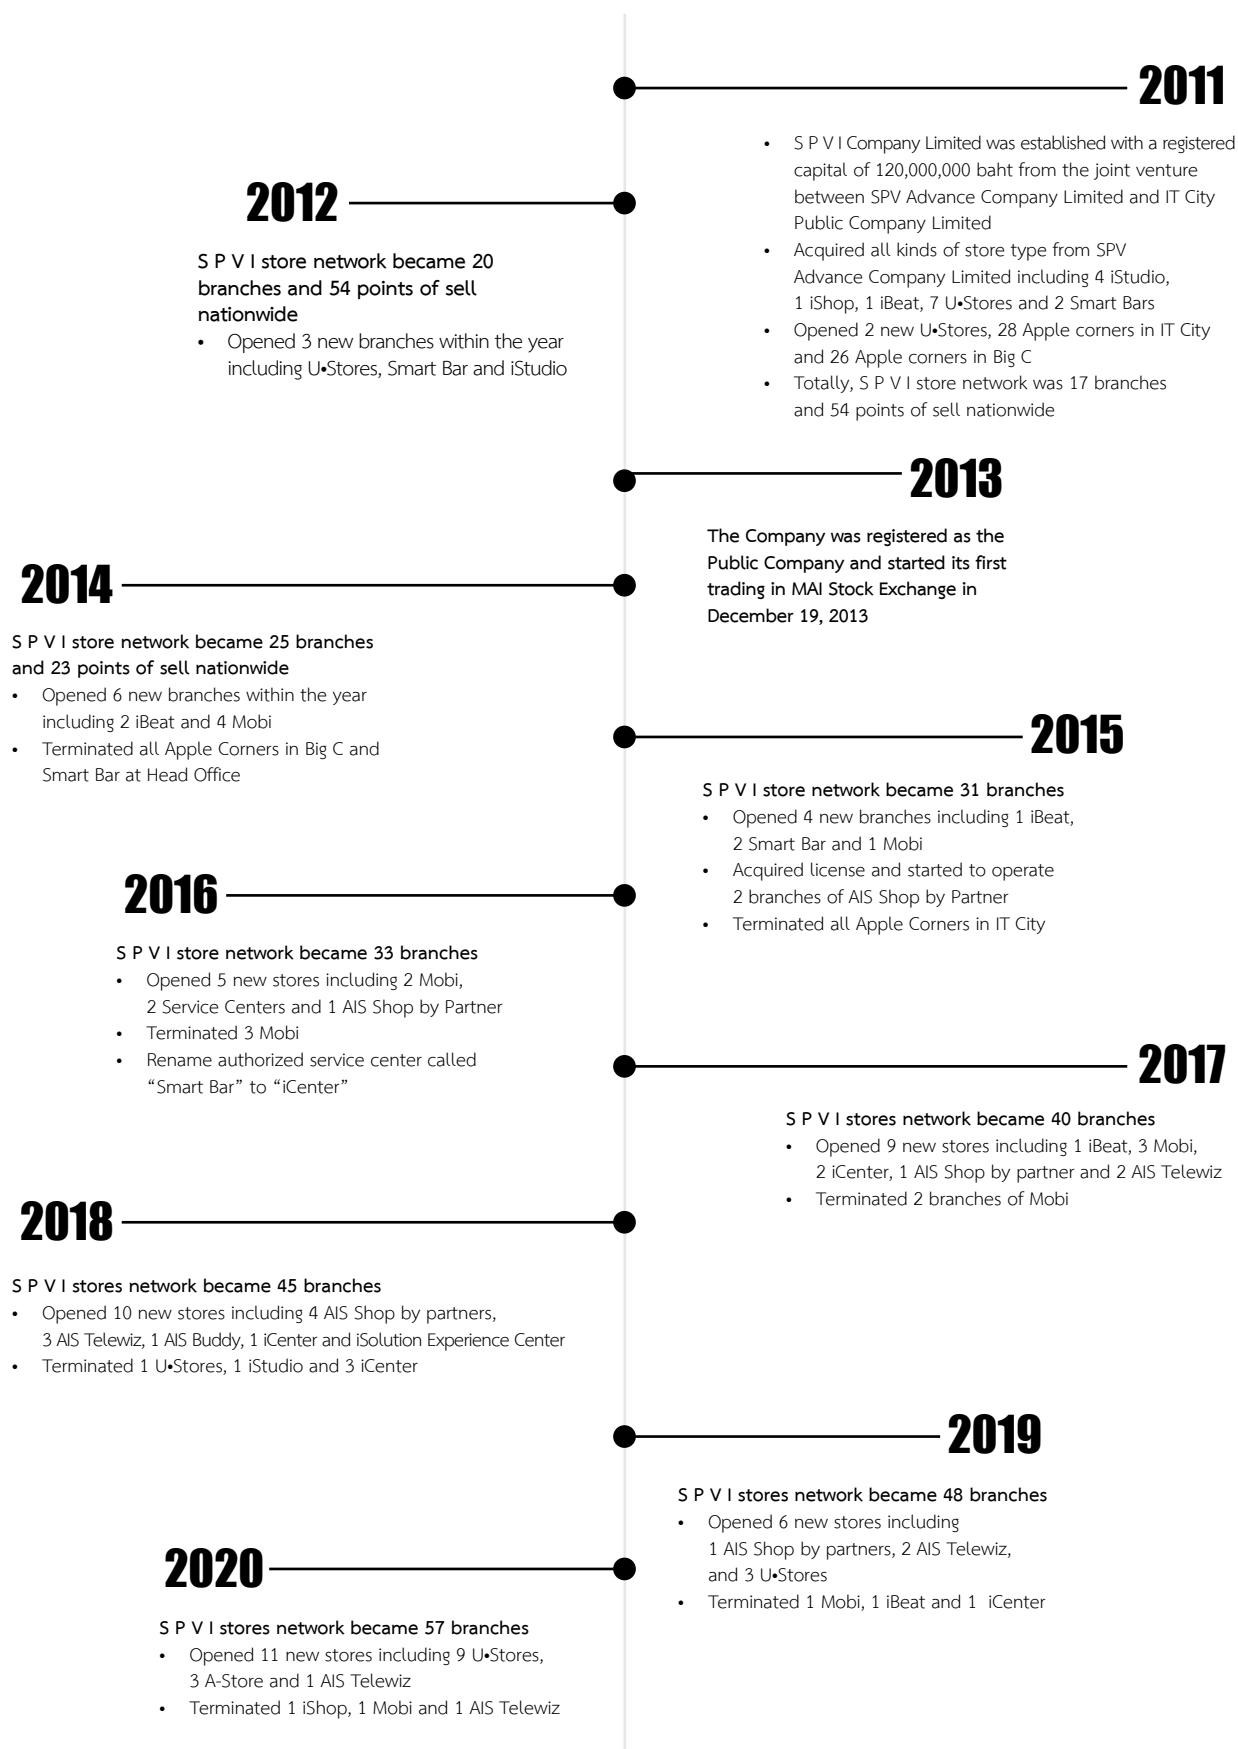 2011
• S P V I Company Limited was established with a registered
capital of 120,000,000 baht from the joint venture
between SPV Advance Company Limited and IT City
Public Company Limited
• Acquired all kinds of store type from SPV
Advance Company Limited including 4 iStudio,
1 iShop, 1 iBeat, 7 U•Stores and 2 Smart Bars
• Opened 2 new U•Stores, 28 Apple corners in IT City
and 26 Apple corners in Big C
• Totally, S P V I store network was 17 branches
and 54 points of sell nationwide
2012
S P V I store network became 20
branches and 54 points of sell
nationwide
• Opened 3 new branches within the year
including U•Stores, Smart Bar and iStudio
2013
The Company was registered as the
Public Company and started its first
trading in MAI Stock Exchange in
December 19, 2013
2014
S P V I store network became 25 branches
and 23 points of sell nationwide
• Opened 6 new branches within the year
including 2 iBeat and 4 Mobi
• Terminated all Apple Corners in Big C and
Smart Bar at Head Office
2015
S P V I store network became 31 branches
• Opened 4 new branches including 1 iBeat,
2 Smart Bar and 1 Mobi
• Acquired license and started to operate
2 branches of AIS Shop by Partner
• Terminated all Apple Corners in IT City
2016
S P V I store network became 33 branches
• Opened 5 new stores including 2 Mobi,
2 Service Centers and 1 AIS Shop by Partner
• Terminated 3 Mobi
• Rename authorized service center called
“Smart Bar” to “iCenter”
2017
S P V I stores network became 40 branches
• Opened 9 new stores including 1 iBeat, 3 Mobi,
2 iCenter, 1 AIS Shop by partner and 2 AIS Telewiz
• Terminated 2 branches of Mobi
2018
S P V I stores network became 45 branches
• Opened 10 new stores including 4 AIS Shop by partners,
3 AIS Telewiz, 1 AIS Buddy, 1 iCenter and iSolution Experience Center
• Terminated 1 U•Stores, 1 iStudio and 3 iCenter
2019
S P V I stores network became 48 branches
• Opened 6 new stores including
1 AIS Shop by partners, 2 AIS Telewiz,
and 3 U•Stores
• Terminated 1 Mobi, 1 iBeat and 1 iCenter
2020
S P V I stores network became 57 branches
• Opened 11 new stores including 9 U•Stores,
3 A-Store and 1 AIS Telewiz
• Terminated 1 iShop, 1 Mobi and 1 AIS Telewiz